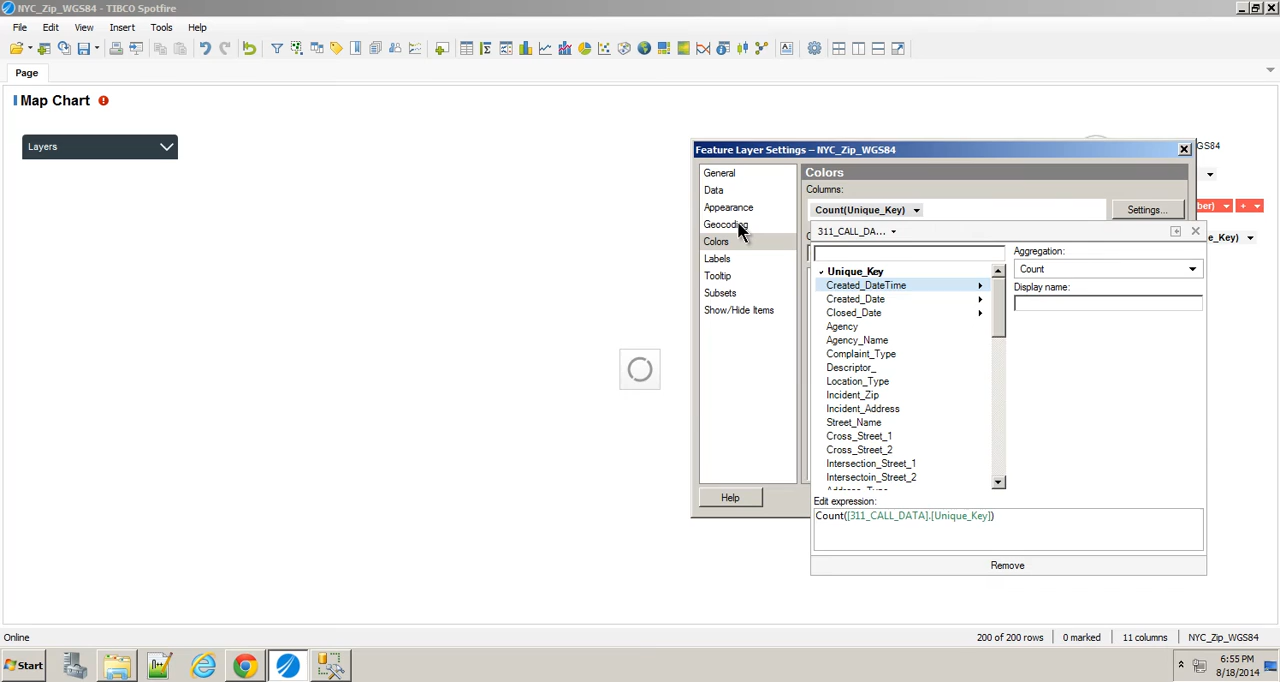 NYC_Zip_WGS84 - TIBCO Spotfire
File Edit View Insert Tools Help
Page
Map Chart
Layers
Feature Layer Settings – NYC_Zip_WGS84
GS84
General
Data
Appearance
Geocoding
Colors
Labels
Tooltip
Subsets
Show/Hide Items
Help
Colors
Columns:
Count(Unique_Key)
Settings...
ber)
+
e_Key)
311_CALL_DA...
Unique_Key
Created_DateTime
Created_Date
Closed_Date
Agency
Agency_Name
Complaint_Type
Descriptor_
Location_Type
Incident_Zip
Incident_Address
Street_Name
Cross_Street_1
Cross_Street_2
Intersection_Street_1
Intersectoin_Street_2
Aggregation:
Count
Display name:
Edit expression:
Count([311_CALL_DATA].[Unique_Key])
Remove
Online
200 of 200 rows
0 marked
11 columns
NYC_Zip_WGS84
Start
6:55 PM
8/18/2014